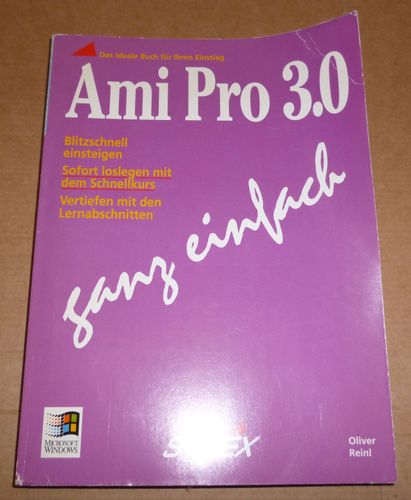 Das ideale Buch für Ihren Einstieg
Ami Pro 3.0
Blitzschnell
einsteigen
Sofort loslegen mit
dem Schnellkurs
Vertiefen mit den
Lernabschnitten
ganz einfach
MICROSOFT
WINDOWS
Oliver
Reinl